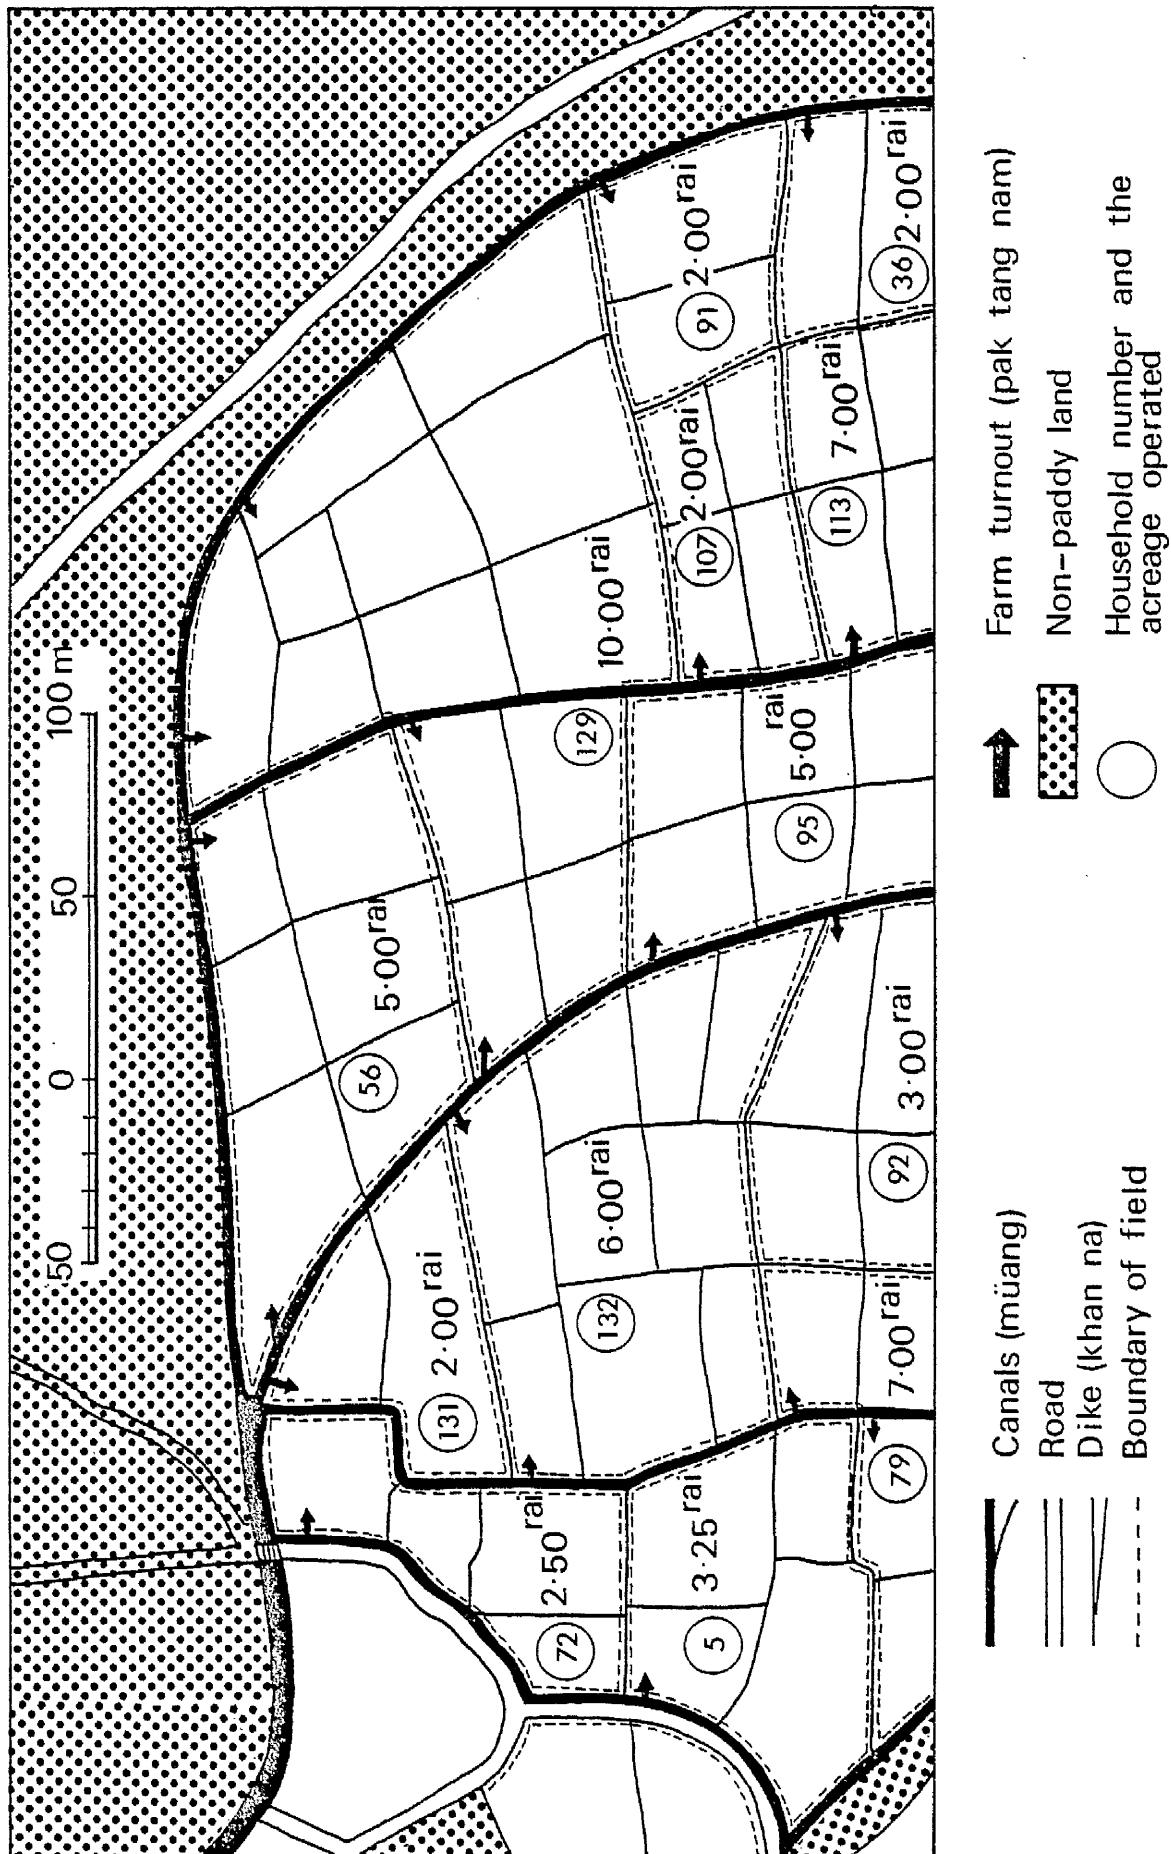 50 0 50 100 m
72 2·50 rai
5 3·25 rai
131 2·00 rai
132 6·00 rai
79 7·00 rai
56 5·00 rai
92 3·00 rai
129 10·00 rai
95 5·00 rai
107 2·00 rai
113 7·00 rai
91 2·00 rai
36 2·00 rai
Canals (müang)
Road
Dike (khan na)
Boundary of field
Farm turnout (pak tang nam)
Non-paddy land
Household number and the
acreage operated